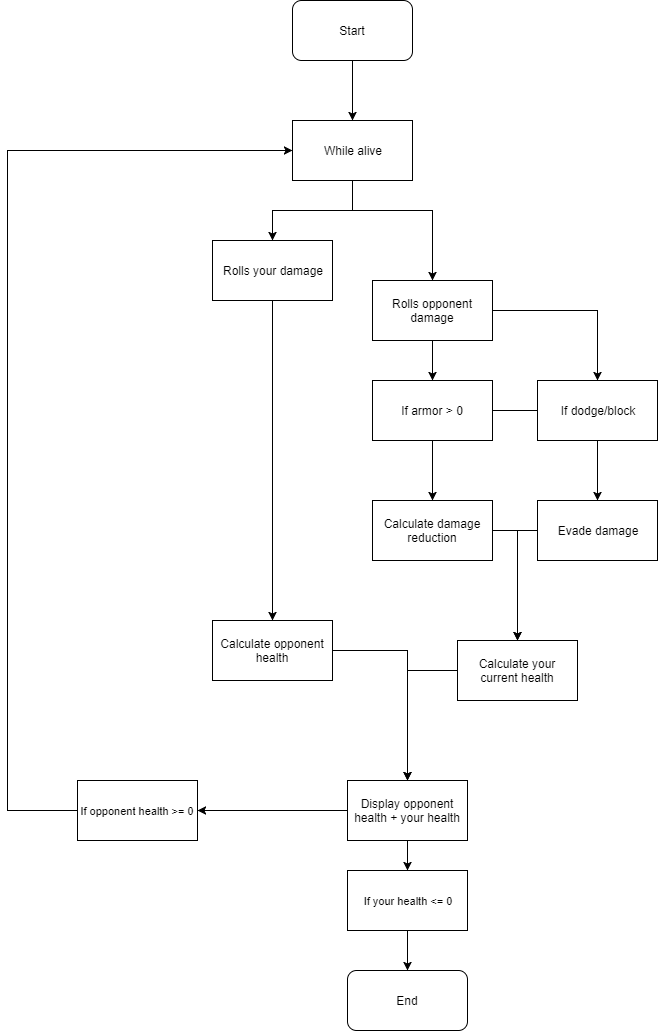 Start
While alive
Rolls your damage
Rolls opponent
damage
If armor > 0
If dodge/block
Calculate damage
reduction
Evade damage
Calculate opponent
health
Calculate your
current health
If opponent health >= 0
Display opponent
health + your health
If your health <= 0
End